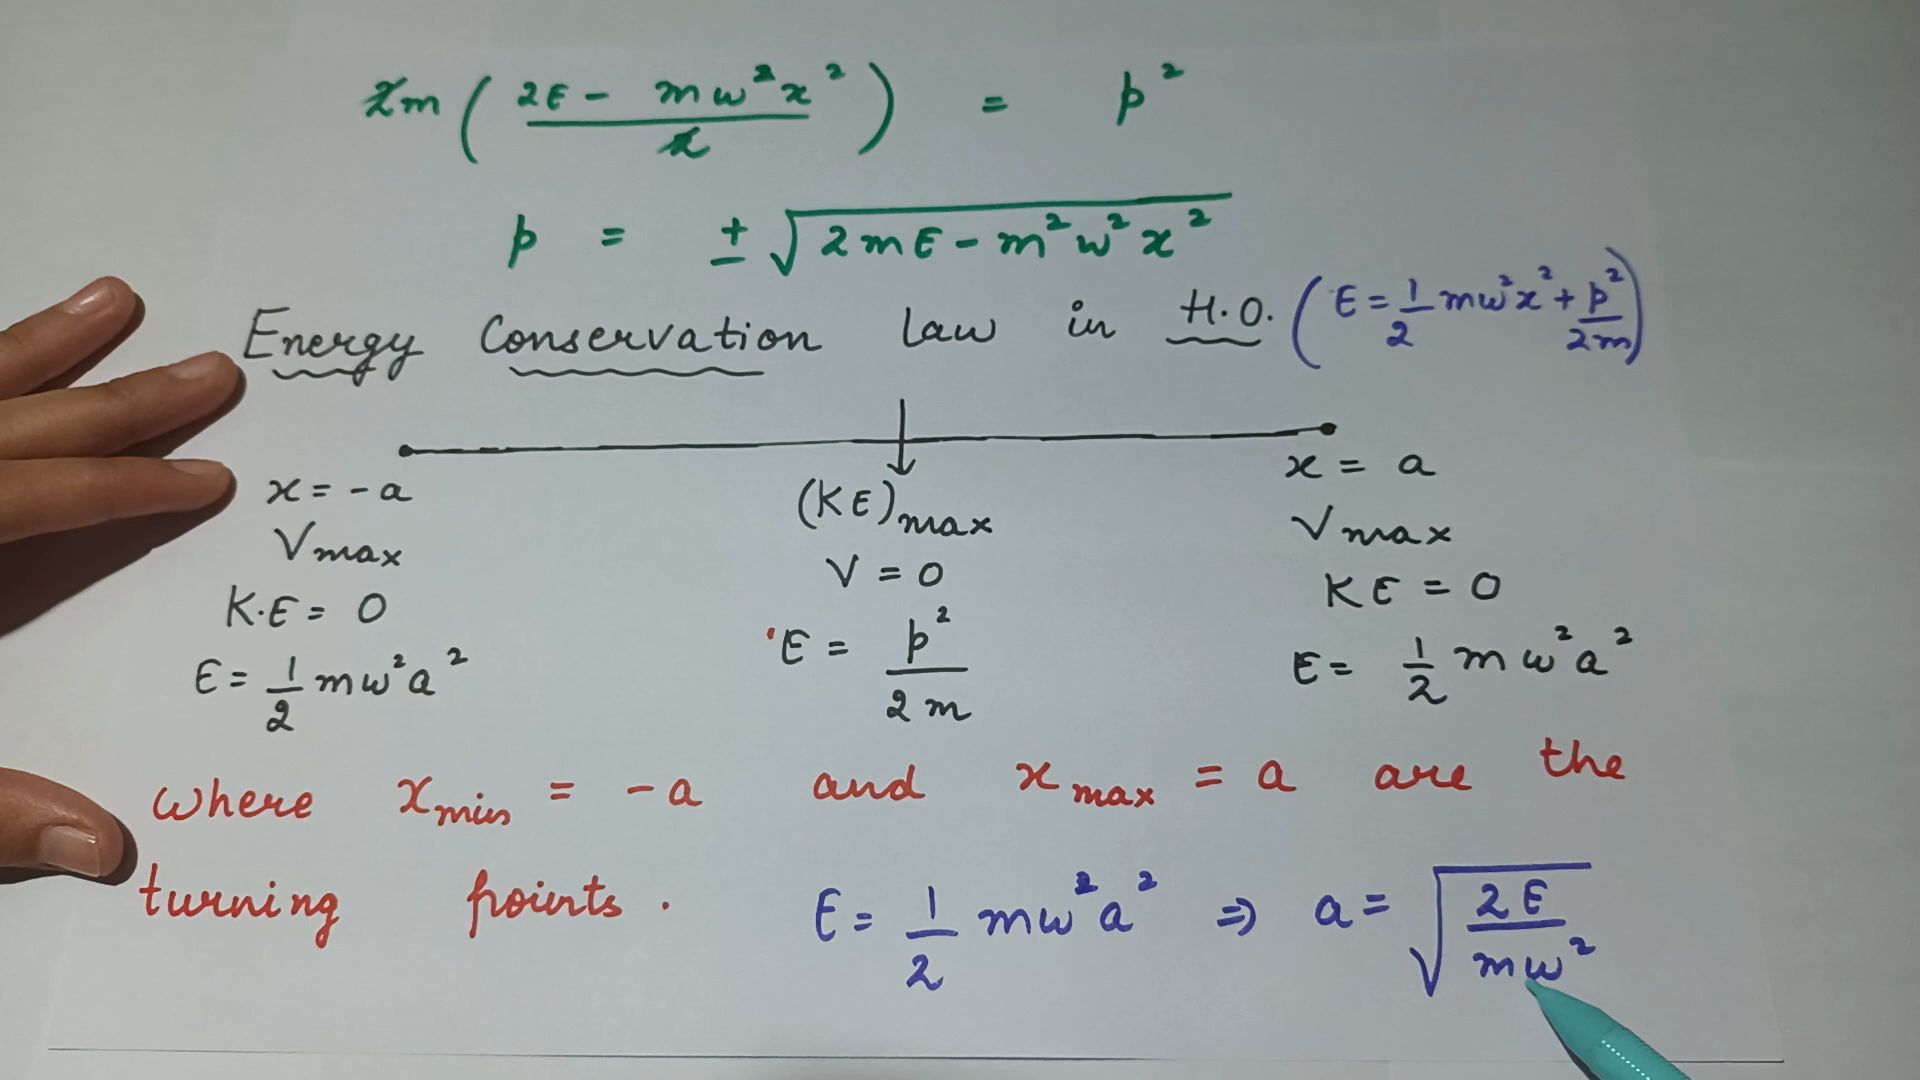 2m ( (2E - mω²x²) / 2 ) = p²
p = ± √(2mE - m²ω²x²)
Energy Conservation law in H.O. ( E = 1/2 mω²x² + p²/2m )
x = -a
Vmax
K.E = 0
E = 1/2 mω²a²
(KE)max
V = 0
E = p²/2m
x = a
Vmax
KE = 0
E = 1/2 mω²a²
where xmin = -a and xmax = a are the
turning points. E = 1/2 mω²a² ⇒ a = √(2E/mω²)